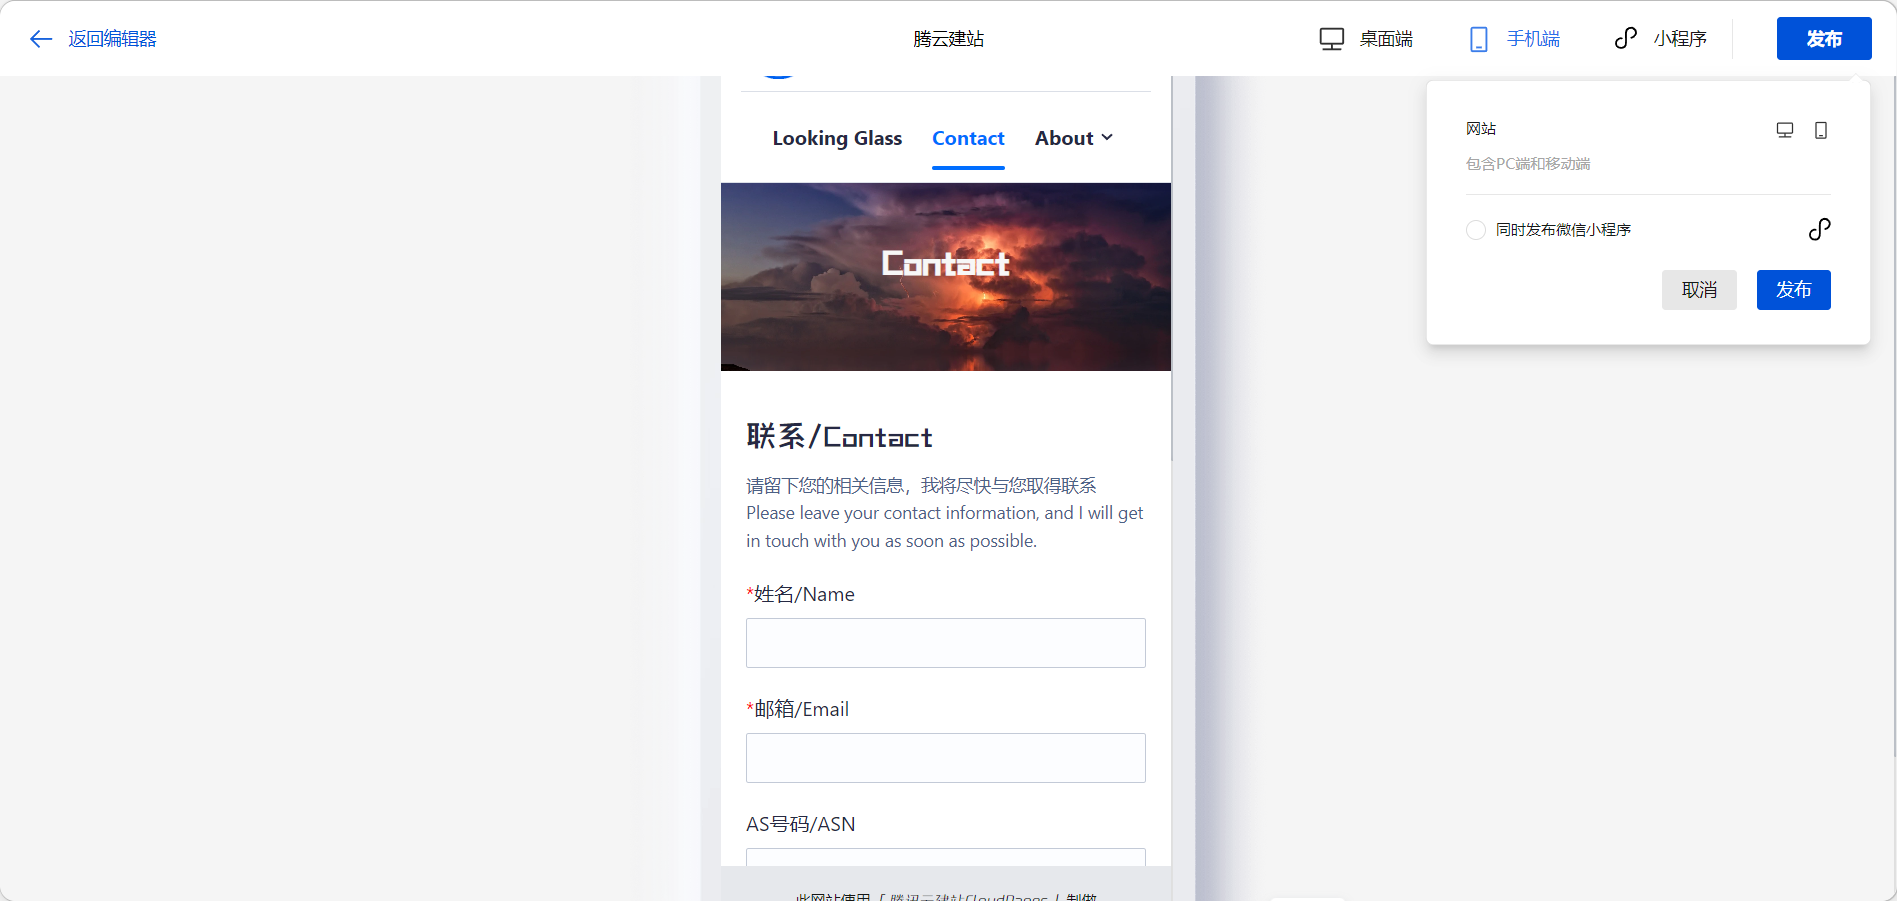 返回编辑器
腾云建站
桌面端
手机端
小程序
发布
网站
包含PC端和移动端
同时发布微信小程序
取消
发布
Looking Glass
Contact
About
Contact
联系/Contact
请留下您的相关信息，我将尽快与您取得联系
Please leave your contact information, and I will get
in touch with you as soon as possible.
*姓名/Name
*邮箱/Email
AS号码/ASN
此网站使用「腾讯云建站CloudPages」制做